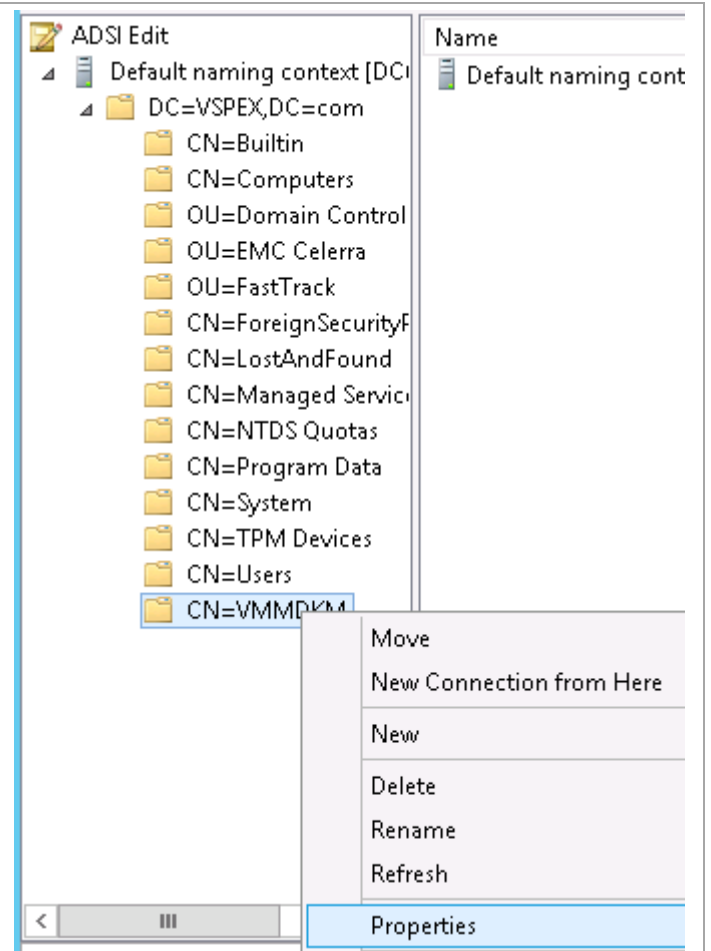 ADSI Edit
Default naming context [DC
DC=VSPEX,DC=com
CN=Builtin
CN=Computers
OU=Domain Control
OU=EMC Celerra
OU=FastTrack
CN=ForeignSecurityP
CN=LostAndFound
CN=Managed Servic
CN=NTDS Quotas
CN=Program Data
CN=System
CN=TPM Devices
CN=Users
CN=VMMDKM
Name
Default naming cont
Move
New Connection from Here
New
Delete
Rename
Refresh
Properties